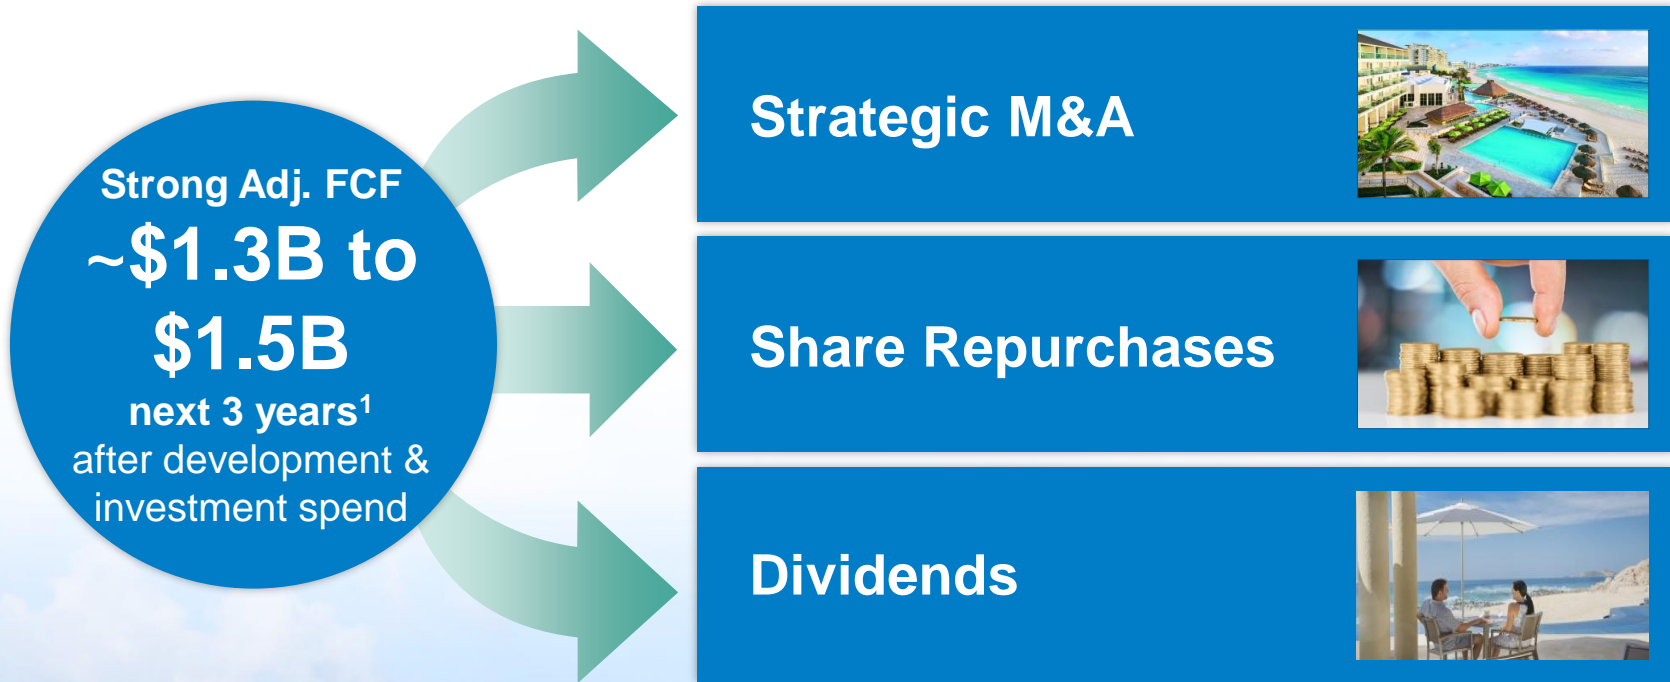 Strong Adj. FCF
~$1.3B to
$1.5B
next 3 years¹
after development &
investment spend
Strategic M&A
Share Repurchases
Dividends